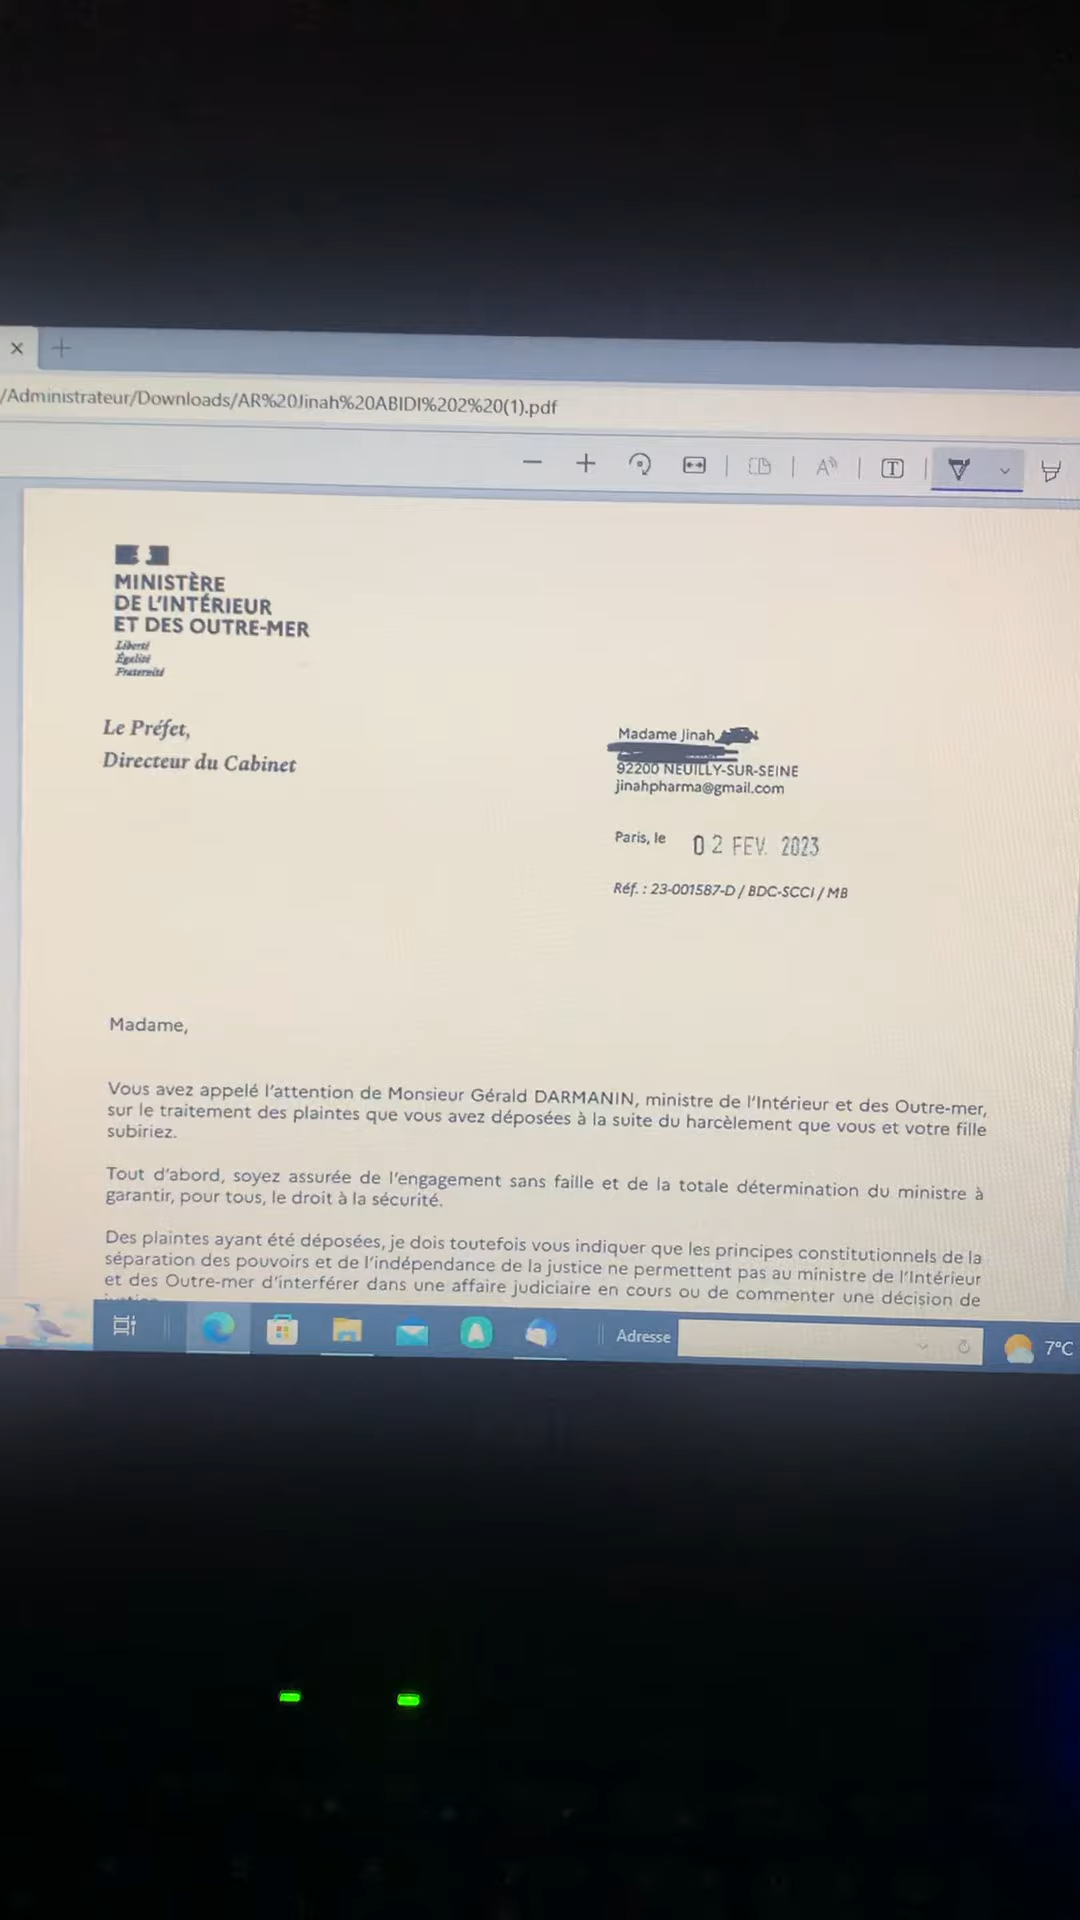 /Administrateur/Downloads/AR%20Jinah%20ABIDI%202%20(1).pdf
MINISTÈRE
DE L'INTÉRIEUR
ET DES OUTRE-MER
Liberté
Égalité
Fraternité
Le Préfet,
Directeur du Cabinet
Madame Jinah
92200 NEUILLY-SUR-SEINE
jinahpharma@gmail.com
Paris, le 02 FEV. 2023
Réf. : 23-001587-D / BDC-SCCI / MB
Madame,
Vous avez appelé l'attention de Monsieur Gérald DARMANIN, ministre de l'Intérieur et des Outre-mer,
sur le traitement des plaintes que vous avez déposées à la suite du harcèlement que vous et votre fille
subiriez.
Tout d'abord, soyez assurée de l'engagement sans faille et de la totale détermination du ministre à
garantir, pour tous, le droit à la sécurité.
Des plaintes ayant été déposées, je dois toutefois vous indiquer que les principes constitutionnels de la
séparation des pouvoirs et de l'indépendance de la justice ne permettent pas au ministre de l'Intérieur
et des Outre-mer d'interférer dans une affaire judiciaire en cours ou de commenter une décision de
Adresse
7°C